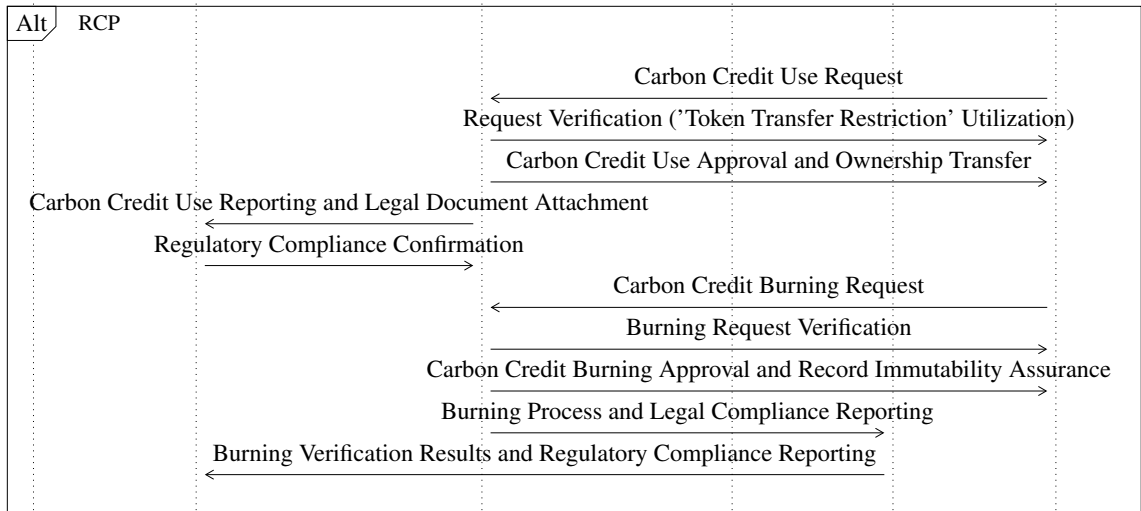 Alt RCP
Carbon Credit Use Request
Request Verification ('Token Transfer Restriction' Utilization)
Carbon Credit Use Approval and Ownership Transfer
Carbon Credit Use Reporting and Legal Document Attachment
Regulatory Compliance Confirmation
Carbon Credit Burning Request
Burning Request Verification
Carbon Credit Burning Approval and Record Immutability Assurance
Burning Process and Legal Compliance Reporting
Burning Verification Results and Regulatory Compliance Reporting